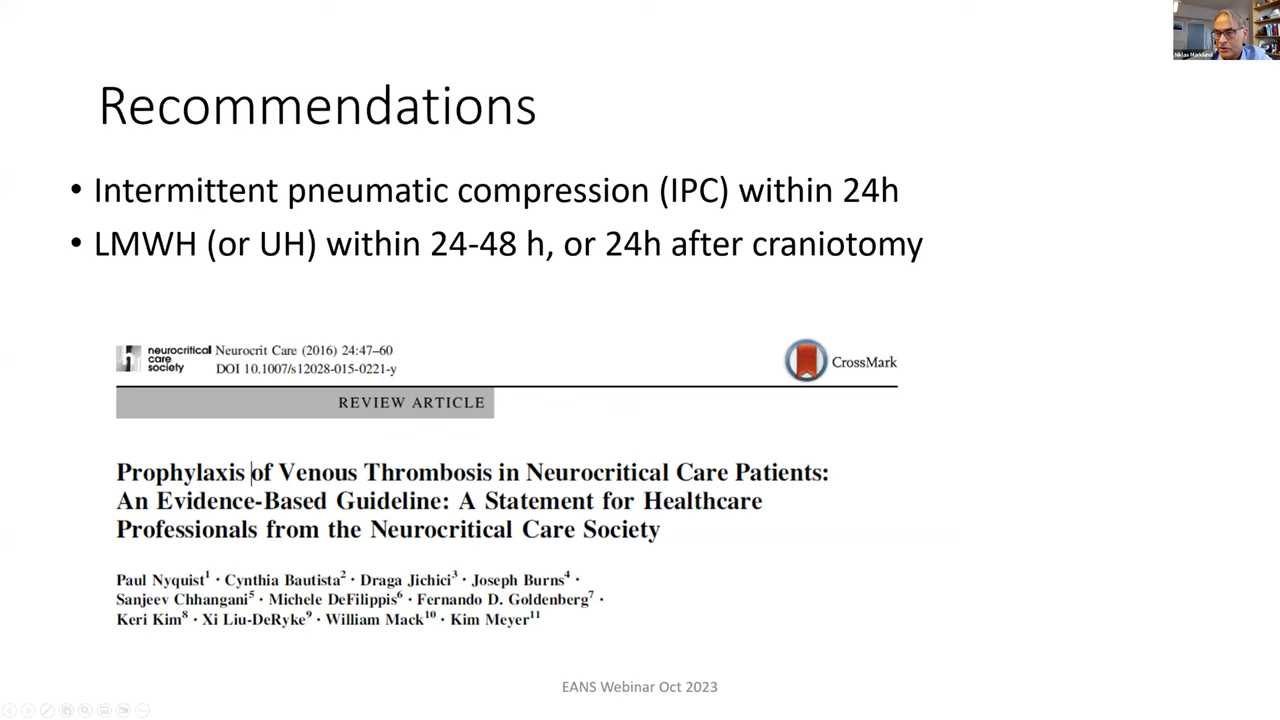 Niklas Marklund
Recommendations
• Intermittent pneumatic compression (IPC) within 24h
• LMWH (or UH) within 24-48 h, or 24h after craniotomy
neurocritical
care
society
Neurocrit Care (2016) 24:47–60
DOI 10.1007/s12028-015-0221-y
CrossMark
REVIEW ARTICLE
Prophylaxis of Venous Thrombosis in Neurocritical Care Patients:
An Evidence-Based Guideline: A Statement for Healthcare
Professionals from the Neurocritical Care Society
Paul Nyquist¹ · Cynthia Bautista² · Draga Jichici³ · Joseph Burns⁴ ·
Sanjeev Chhangani⁵ · Michele DeFilippis⁶ · Fernando D. Goldenberg⁷ ·
Keri Kim⁸ · Xi Liu-DeRyke⁹ · William Mack¹⁰ · Kim Meyer¹¹
EANS Webinar Oct 2023